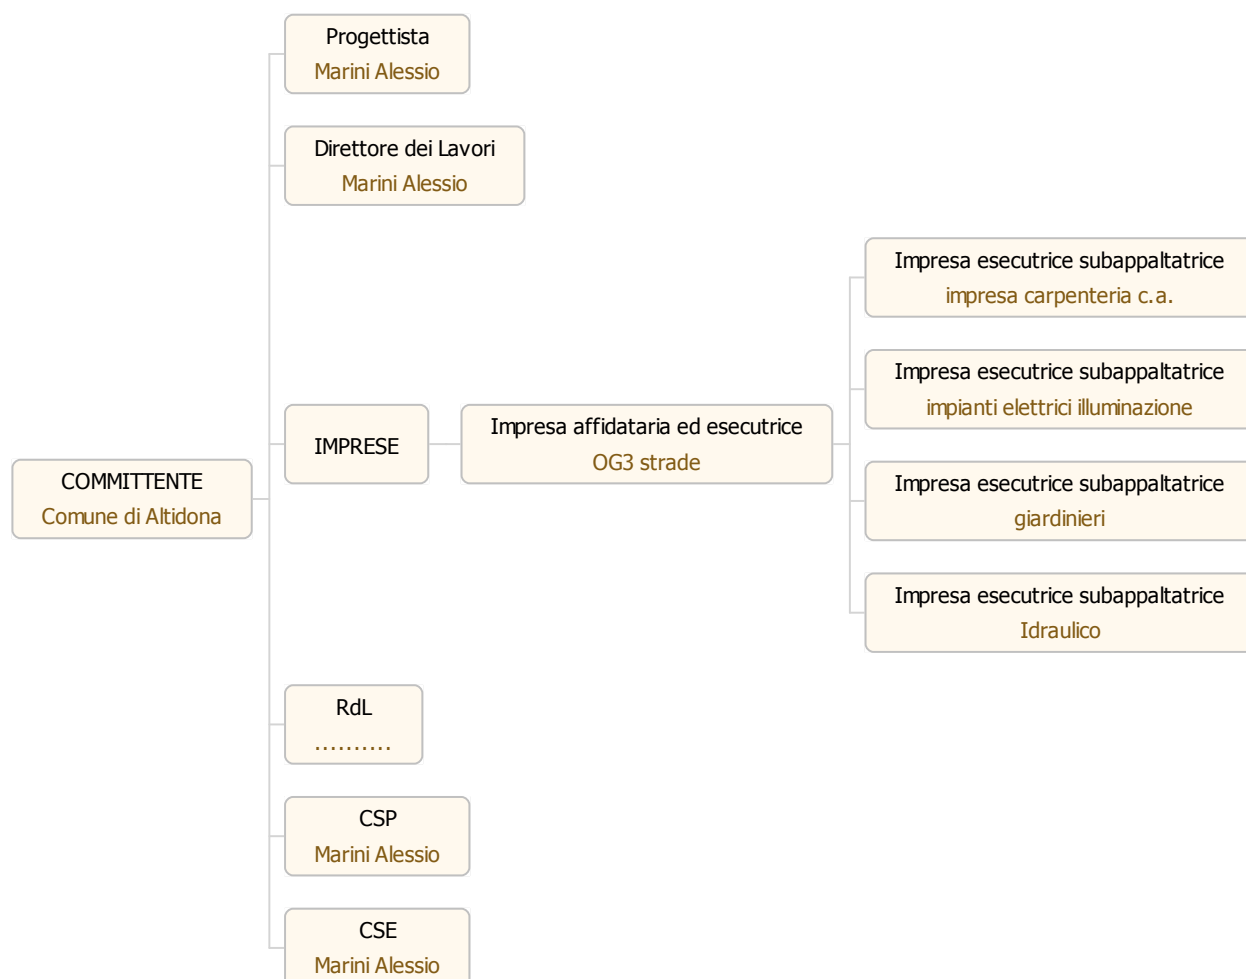 Progettista
Marini Alessio
Direttore dei Lavori
Marini Alessio
Impresa esecutrice subappaltatrice
impresa carpenteria c.a.
Impresa esecutrice subappaltatrice
impianti elettrici illuminazione
IMPRESE
Impresa affidataria ed esecutrice
OG3 strade
COMMITTENTE
Comune di Altidona
Impresa esecutrice subappaltatrice
giardinieri
Impresa esecutrice subappaltatrice
Idraulico
RdL
..........
CSP
Marini Alessio
CSE
Marini Alessio